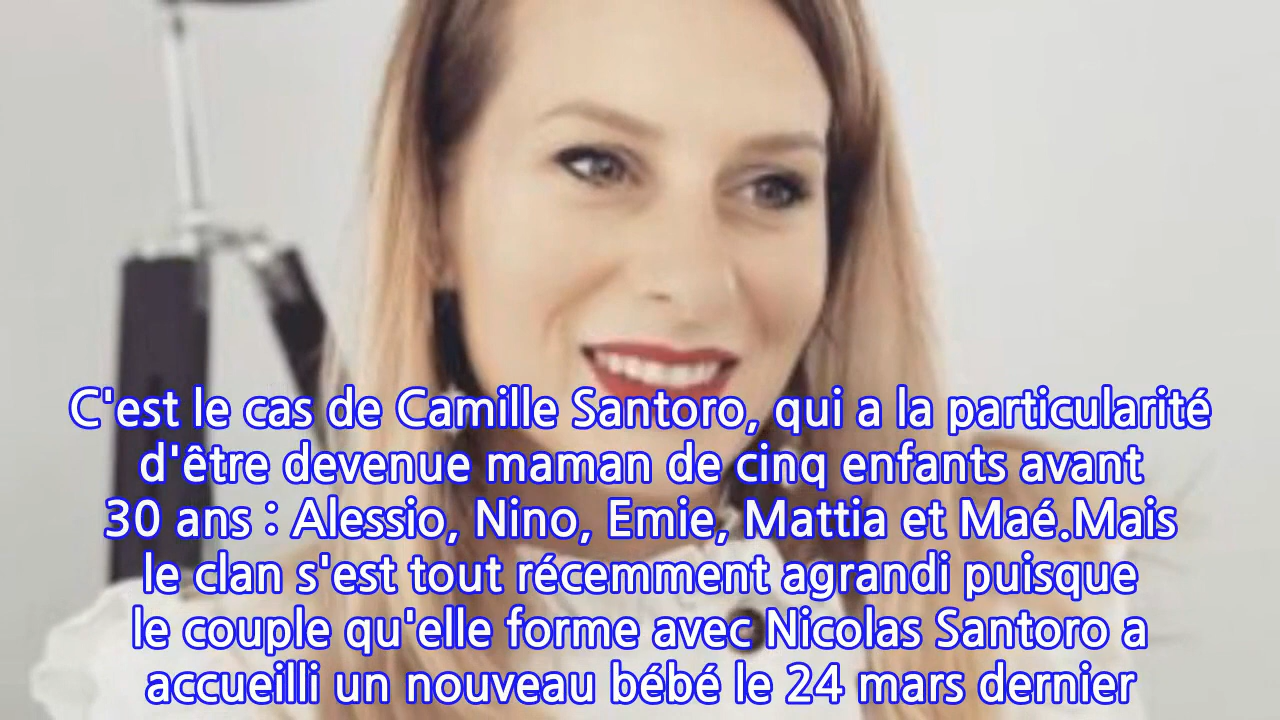 C'est le cas de Camille Santoro, qui a la particularité
d'être devenue maman de cinq enfants avant
30 ans : Alessio, Nino, Emie, Mattia et Maé.Mais
le clan s'est tout récemment agrandi puisque
le couple qu'elle forme avec Nicolas Santoro a
accueilli un nouveau bébé le 24 mars dernier